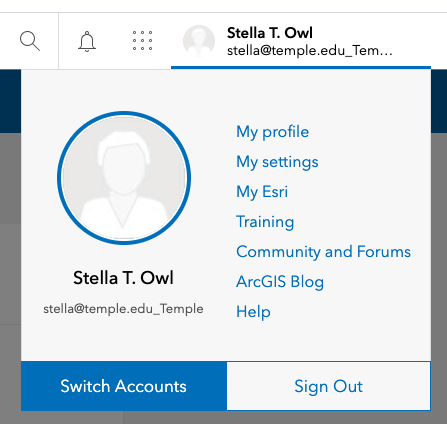 Stella T. Owl
stella@temple.edu_Tem...
My profile
My settings
My Esri
Training
Community and Forums
ArcGIS Blog
Help
Stella T. Owl
stella@temple.edu_Temple
Switch Accounts
Sign Out